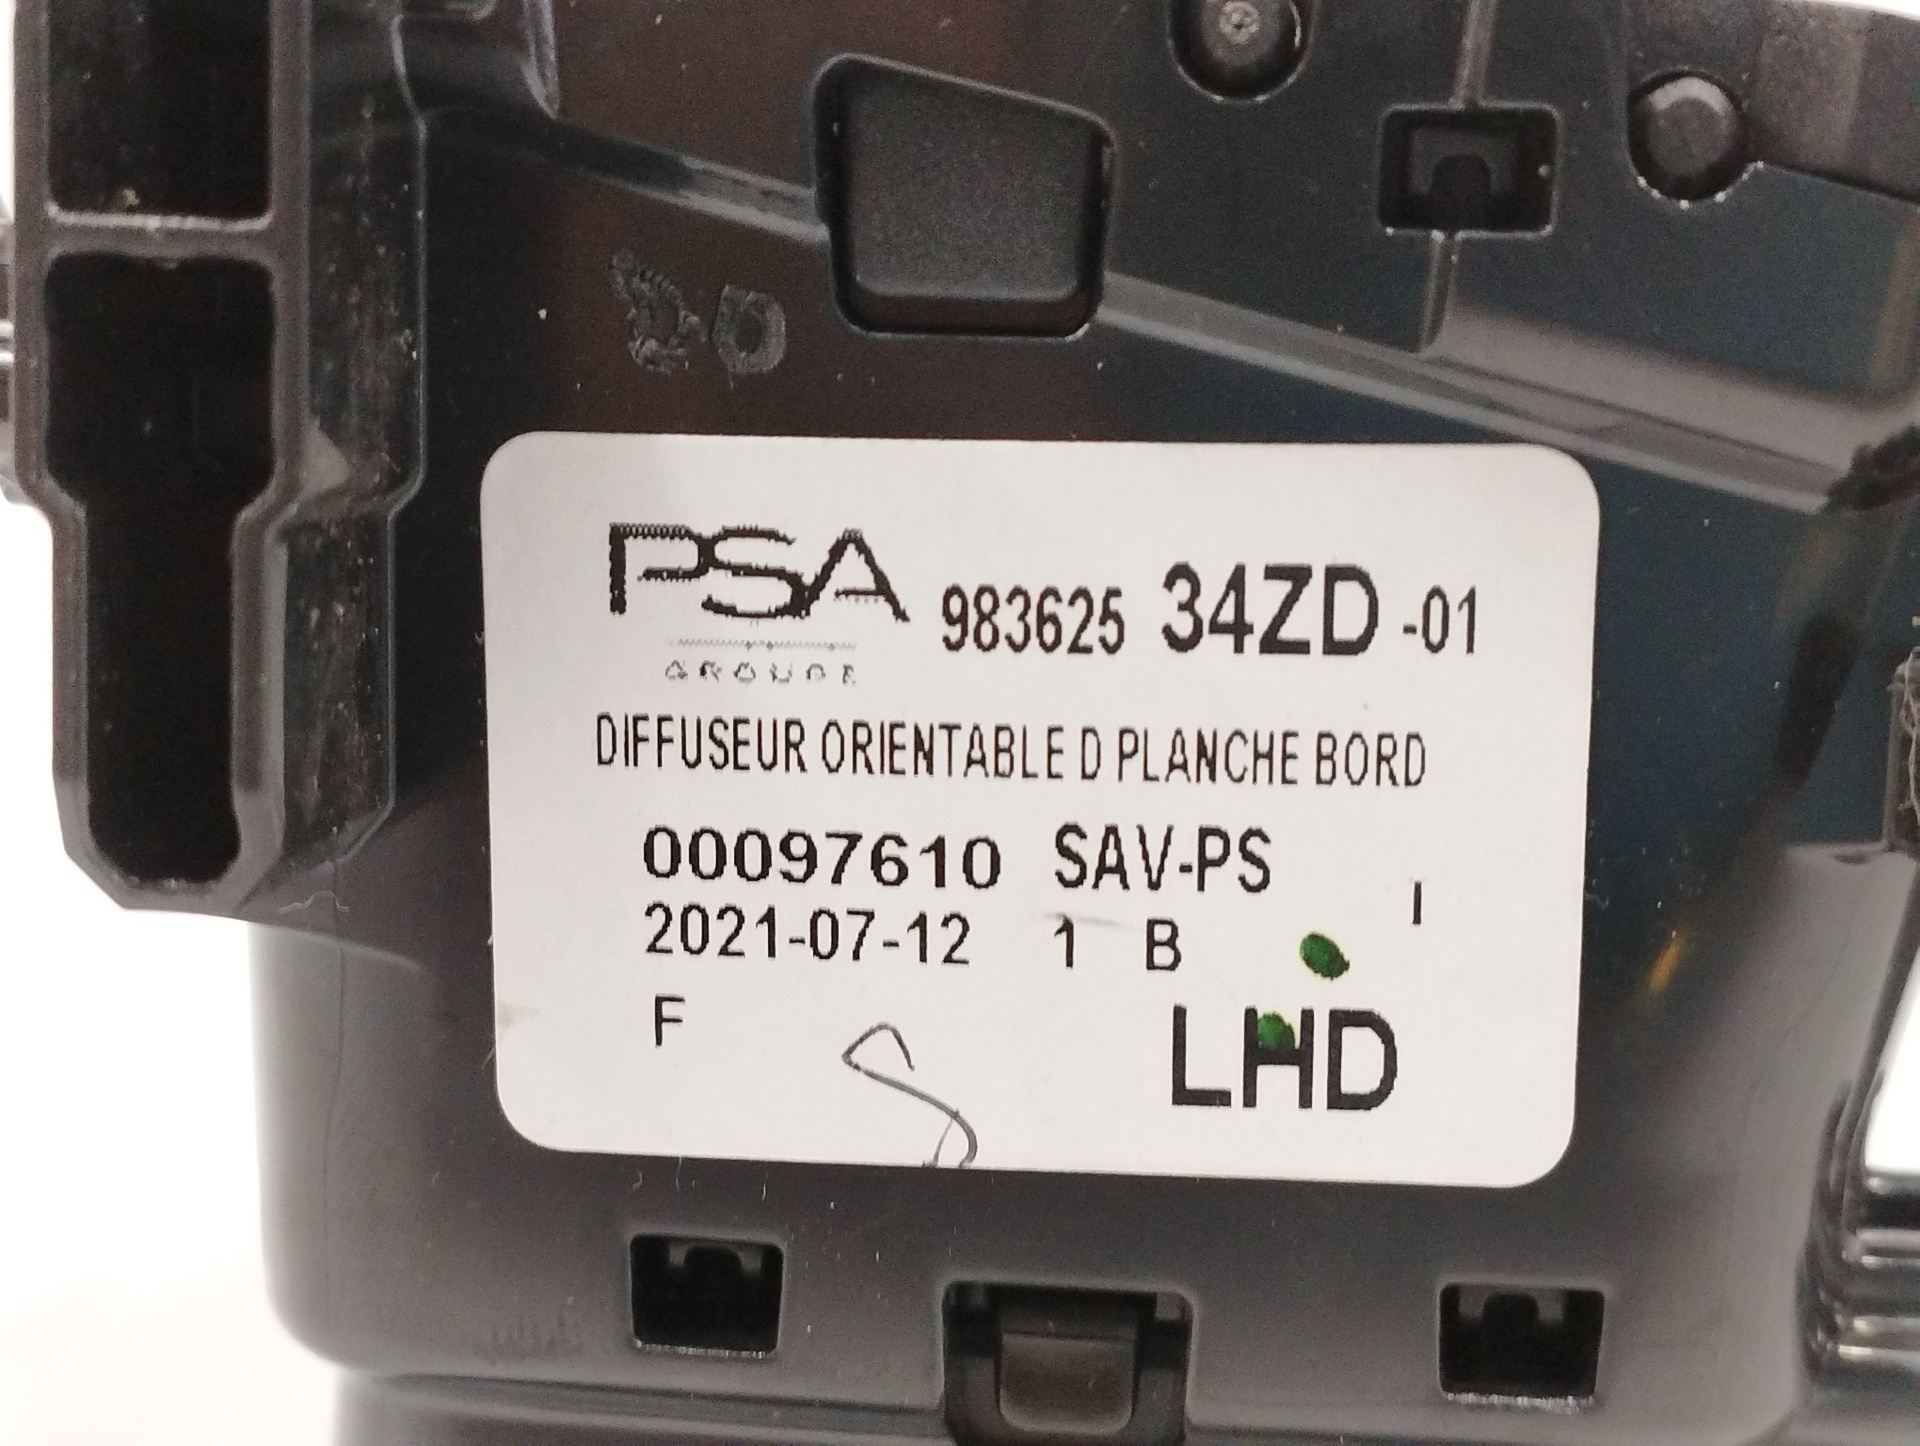 PSA 983625 34ZD -01
GROUPE
DIFFUSEUR ORIENTABLE D PLANCHE BORD
00097610 SAV-PS I
2021-07-12 1 B
F LHD